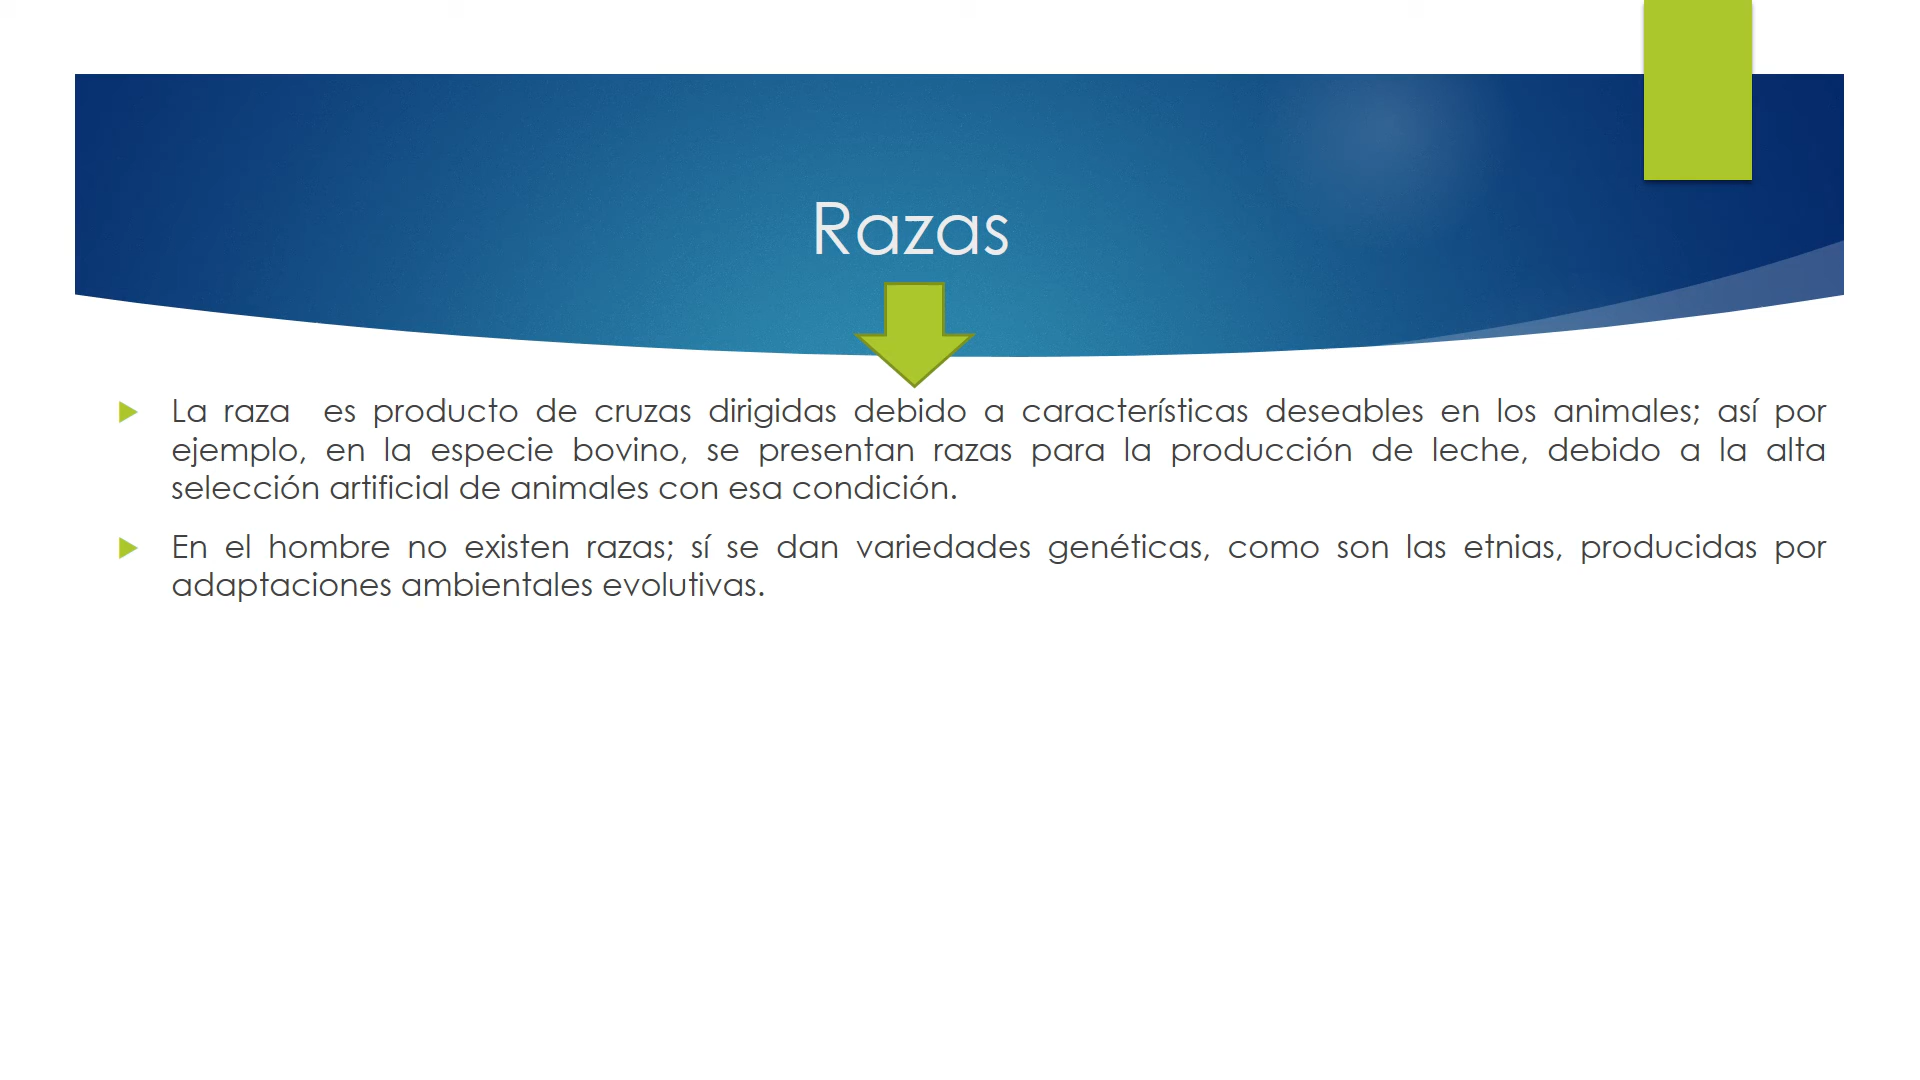 Razas
La raza  es producto de cruzas dirigidas debido a características deseables en los animales; así por
ejemplo, en la especie bovino, se presentan razas para la producción de leche, debido a la alta
selección artificial de animales con esa condición.
En el hombre no existen razas; sí se dan variedades genéticas, como son las etnias, producidas por
adaptaciones ambientales evolutivas.